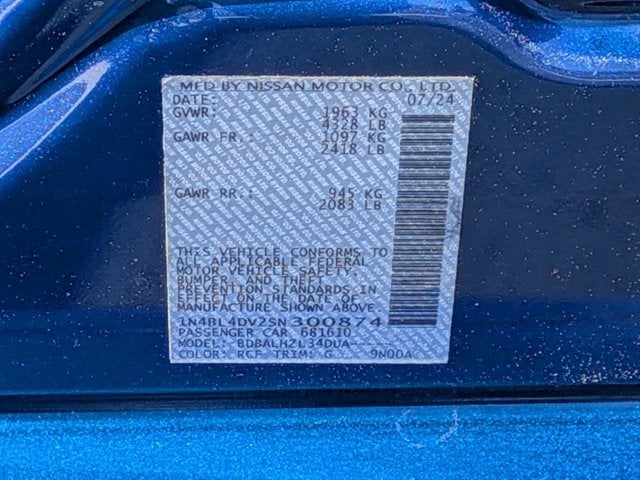 MFD BY NISSAN MOTOR CO., LTD.
DATE: 07/24
GVWR: 1963 KG
4328 LB
GAWR FR: 1097 KG
2418 LB
GAWR RR: 945 KG
2083 LB
THIS VEHICLE CONFORMS TO
ALL APPLICABLE FEDERAL
MOTOR VEHICLE SAFETY,
BUMPER AND THEFT
PREVENTION STANDARDS IN
EFFECT ON THE DATE OF
MANUFACTURE SHOWN ABOVE.
1N4BL4DV2SN300874
PASSENGER CAR 681610
MODEL: BDBALHZL34DUA-----
COLOR: RCF TRIM: G 9N00A